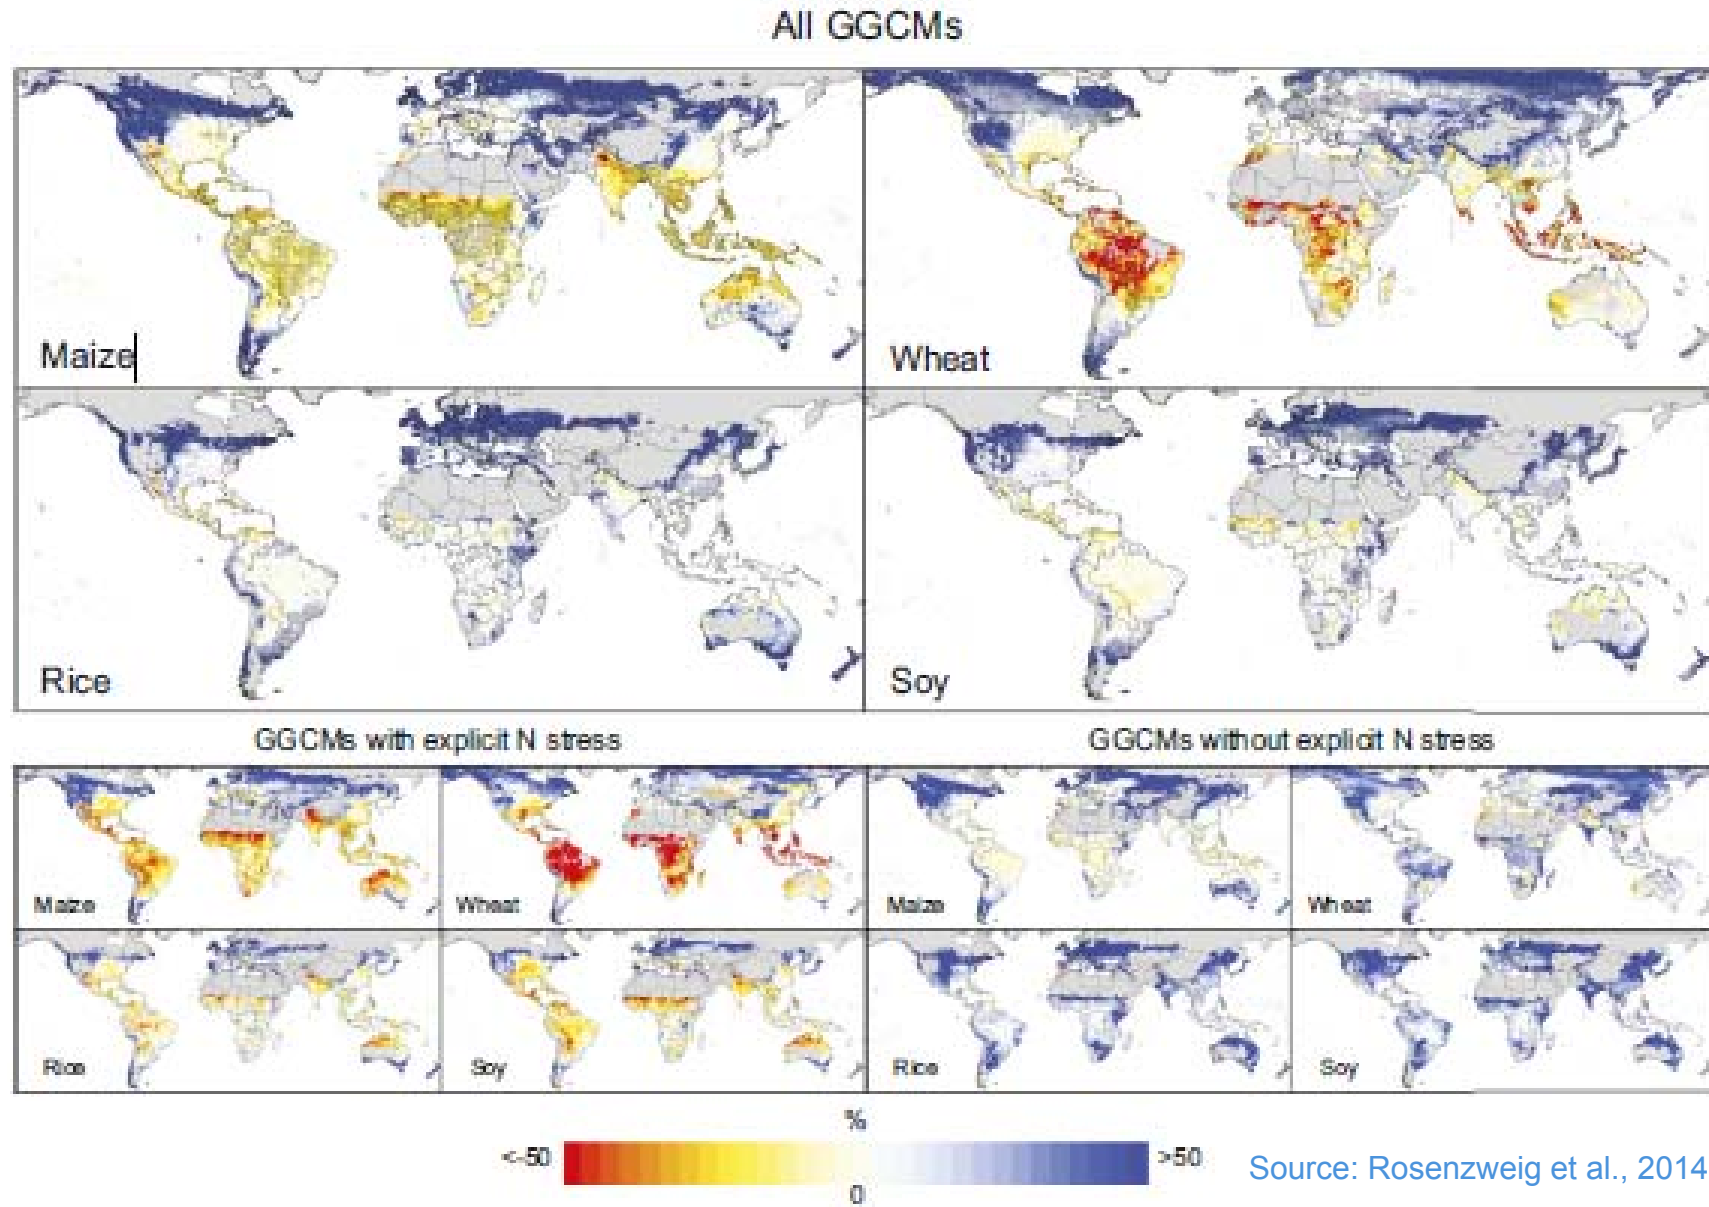 All GGCMs
Maize
Wheat
Rice
Soy
GGCMs with explicit N stress
GGCMs without explicit N stress
Maize
Wheat
Maize
Wheat
Rice
Soy
Rice
Soy
%
<-50
>50
0
Source: Rosenzweig et al., 2014